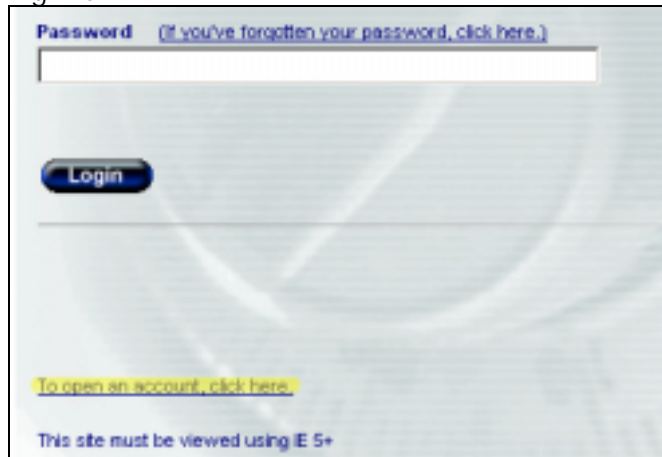 Password (If you've forgotten your password, click here.)
Login
To open an account, click here.
This site must be viewed using IE 5+